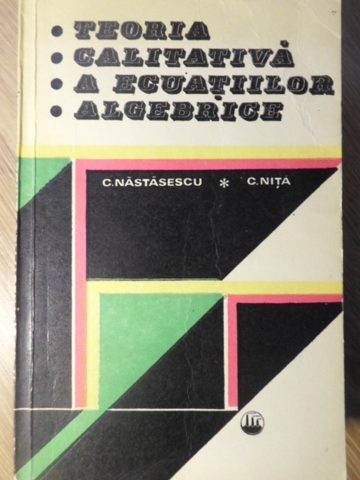 • TEORIA
• CALITATIVĂ
• A ECUAȚIILOR
• ALGEBRICE
C.NĂSTĂSESCU * C.NIȚĂ